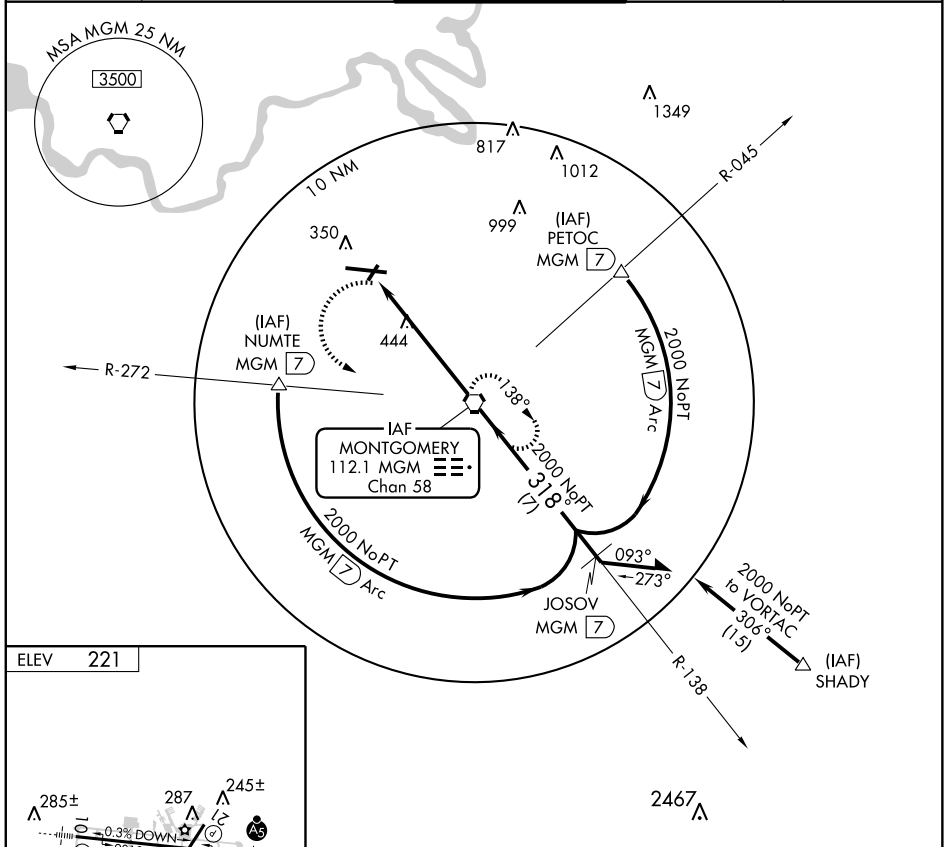 MSA MGM 25 NM
3500
1349
817
1012
R-045
10 NM
999
350
(IAF)
PETOC
MGM 7
444
(IAF)
NUMTE
MGM 7
R-272
2000 NoPT
MGM 7 Arc
138°
IAF
MONTGOMERY
112.1 MGM
Chan 58
2000 NoPT
318°
(7)
2000 NoPT
MGM 7 Arc
093°
273°
JOSOV
MGM 7
2000 NoPT
to VORTAC
306°
(15)
(IAF)
SHADY
R-138
2467
ELEV 221
285±
287
245±
21
P
A5
0.3% DOWN
10